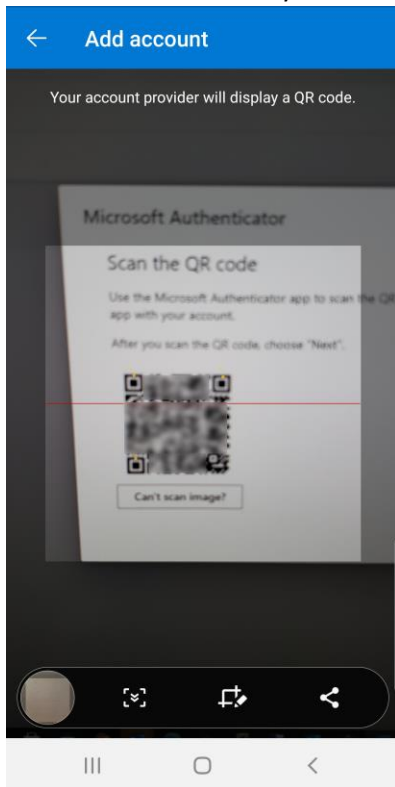 Add account
Your account provider will display a QR code.
Microsoft Authenticator
Scan the QR code
Use the Microsoft Authenticator app to scan the QR
app with your account.
After you scan the QR code, choose "Next".
Can't scan image?